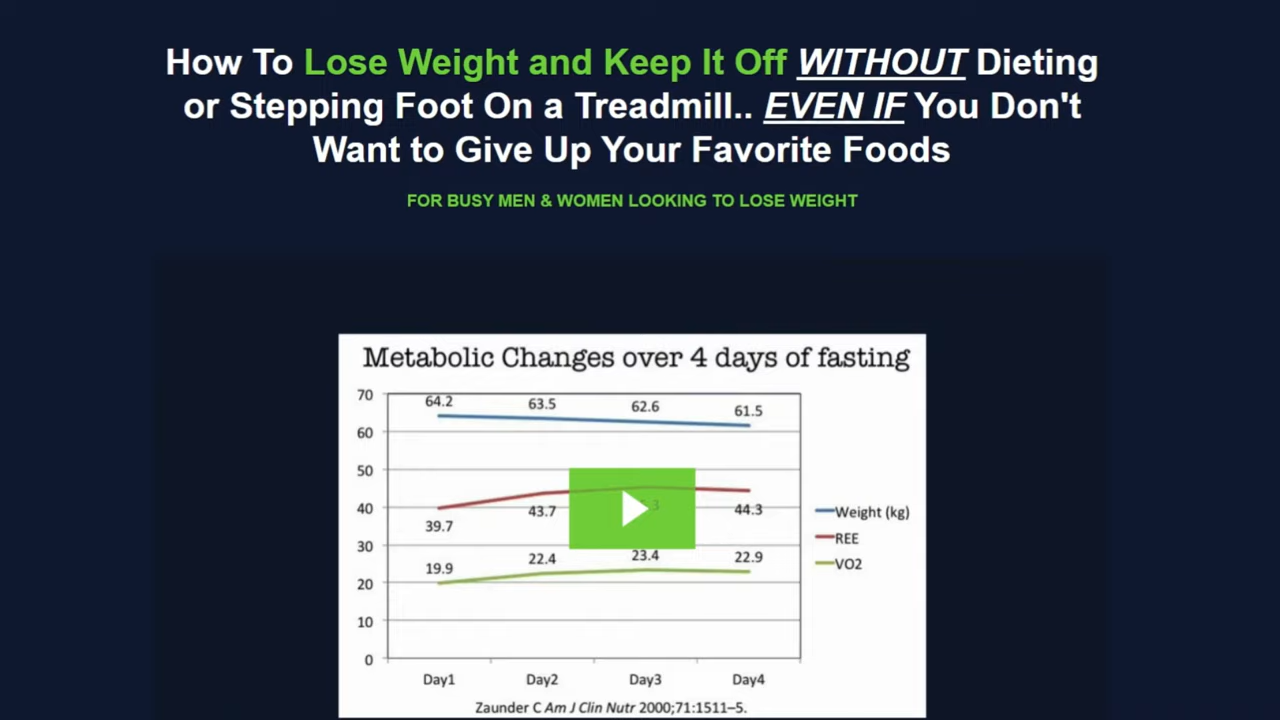 How To Lose Weight and Keep It Off WITHOUT Dieting
or Stepping Foot On a Treadmill.. EVEN IF You Don't
Want to Give Up Your Favorite Foods
FOR BUSY MEN & WOMEN LOOKING TO LOSE WEIGHT
Metabolic Changes over 4 days of fasting
70
64.2 63.5 62.6 61.5
60
50
40
39.7 43.7 44.3
30
19.9 22.4 23.4 22.9
20
10
0
Weight (kg)
REE
VO2
Day1 Day2 Day3 Day4
Zaunder C Am J Clin Nutr 2000;71:1511–5.